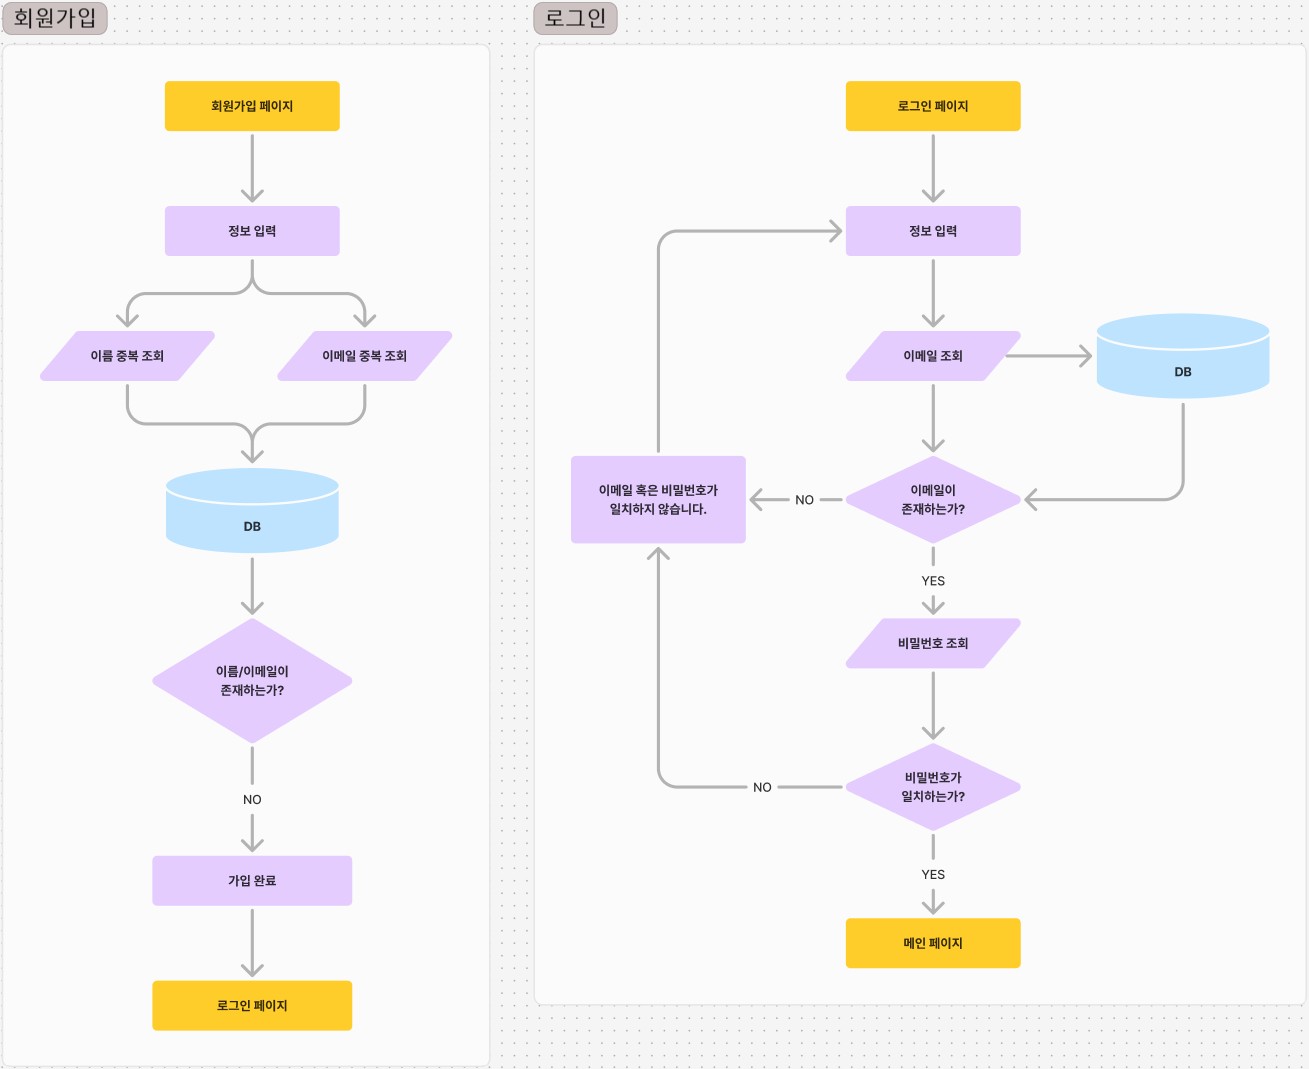 회원가입
회원가입 페이지
정보 입력
이름 중복 조회
이메일 중복 조회
DB
이름/이메일이
존재하는가?
NO
가입 완료
로그인 페이지
로그인
로그인 페이지
정보 입력
이메일 조회
DB
이메일 혹은 비밀번호가
일치하지 않습니다.
NO
이메일이
존재하는가?
YES
비밀번호 조회
비밀번호가
일치하는가?
NO
YES
메인 페이지